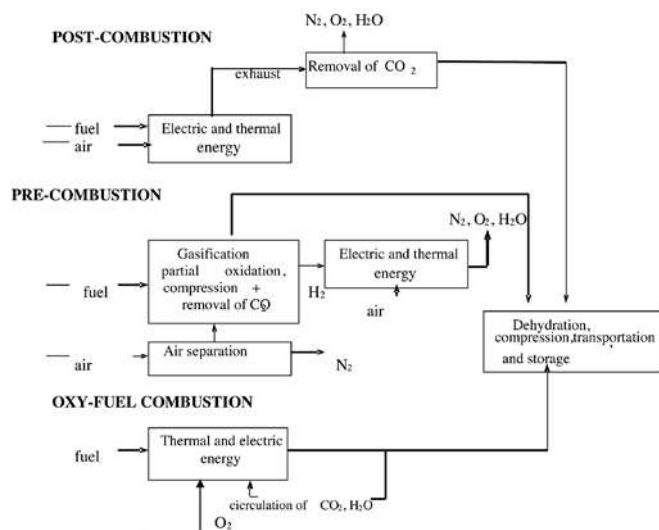 N2, O2, H2O
POST-COMBUSTION
Removal of CO 2
exhaust
fuel
air
Electric and thermal
energy
PRE-COMBUSTION
N2, O2, H2O
Gasification
partial oxidation,
compression +
removal of CO2
Electric and thermal
energy
fuel
H2
air
Dehydration,
compression,transportation
and storage
Air separation
air
N2
OXY-FUEL COMBUSTION
Thermal and electric
energy
fuel
cicrculation of CO2, H2O
O2